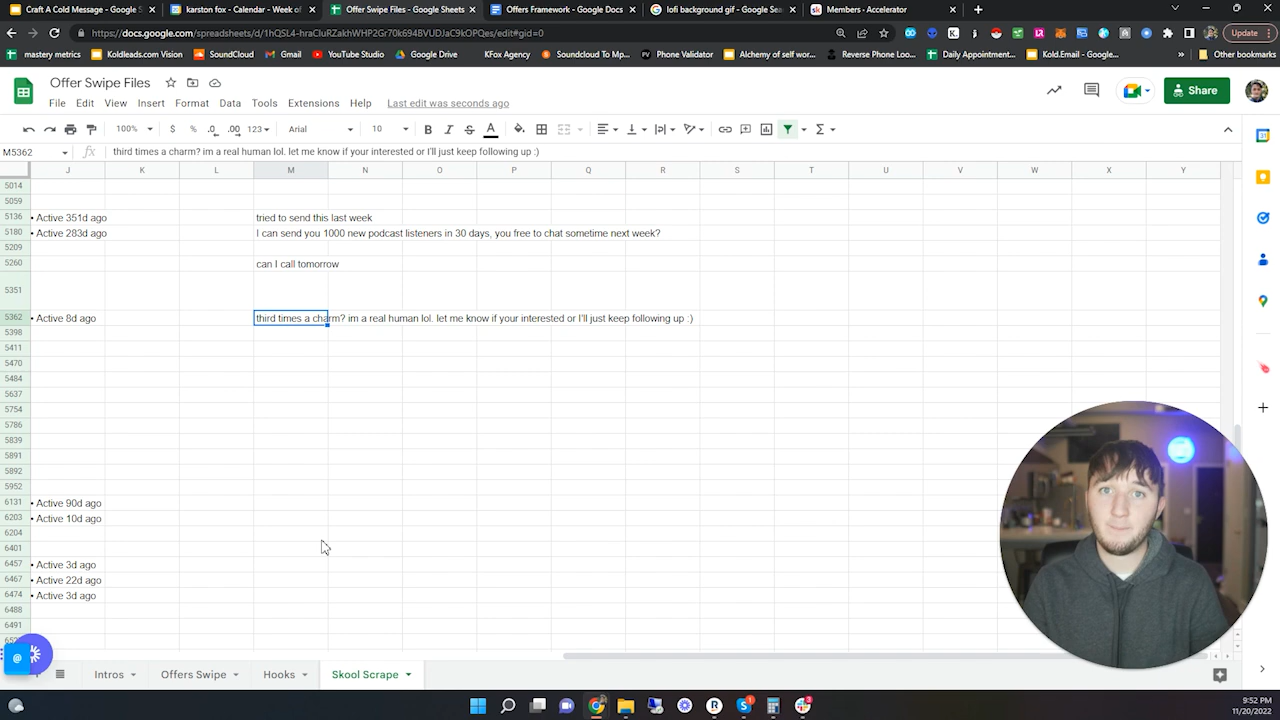 Craft A Cold Message - Google S
karston fox - Calendar - Week o
Offer Swipe Files - Google Sheets
Offers Framework - Google Docs
lofi background gif - Google Sea
Members - Accelerator
https://docs.google.com/spreadsheets/d/1hQSL4-hraCIuRZakhWHP2Gr70k694BVUDJaC9kOPQes/edit#gid=0
Update
mastery metrics
Koldleads.com Vision
SoundCloud
Gmail
YouTube Studio
Google Drive
KFox Agency
Soundcloud To Mp...
Phone Validator
Alchemy of self wor...
Reverse Phone Loo...
Daily Appointment...
Kold.Email - Googl...
Other bookmarks
Offer Swipe Files
File Edit View Insert Format Data Tools Extensions Help Last edit was seconds ago
Share
100% $ % .0 .00 123 Arial 10 B I S A
M5362 fx third times a charm? im a real human lol. let me know if your interested or I'll just keep following up :)
J K L M N O P Q R S T U V W X Y
5014
5059
5136 • Active 351d ago tried to send this last week
5180 • Active 283d ago I can send you 1000 new podcast listeners in 30 days, you free to chat sometime next week?
5209
5260 can I call tomorrow
5351
5362 • Active 8d ago third times a charm? im a real human lol. let me know if your interested or I'll just keep following up :)
5398
5411
5470
5484
5637
5754
5786
5839
5891
5892
5952
6131 • Active 90d ago
6203 • Active 10d ago
6204
6401
6457 • Active 3d ago
6467 • Active 22d ago
6474 • Active 3d ago
6488
6491
Intros Offers Swipe Hooks Skool Scrape
9:52 PM
11/20/2022